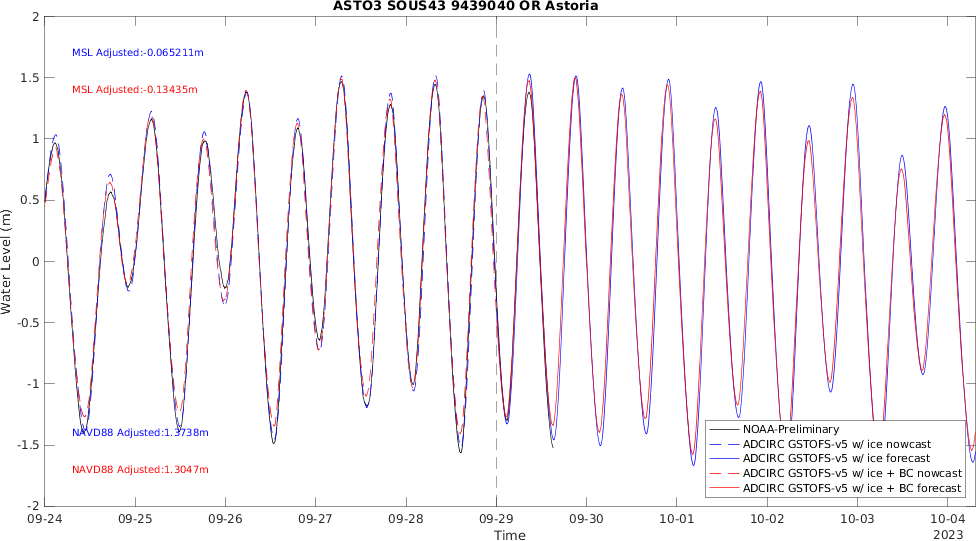 ASTO3 SOUS43 9439040 OR Astoria
2
1.5
1
0.5
0
-0.5
-1
-1.5
-2
Water Level (m)
MSL Adjusted:-0.065211m
MSL Adjusted:-0.13435m
NAVD88 Adjusted:1.3738m
NAVD88 Adjusted:1.3047m
NOAA-Preliminary
ADCIRC GSTOFS-v5 w/ ice nowcast
ADCIRC GSTOFS-v5 w/ ice forecast
ADCIRC GSTOFS-v5 w/ ice + BC nowcast
ADCIRC GSTOFS-v5 w/ ice + BC forecast
09-24 09-25 09-26 09-27 09-28 09-29 09-30 10-01 10-02 10-03 10-04
Time
2023